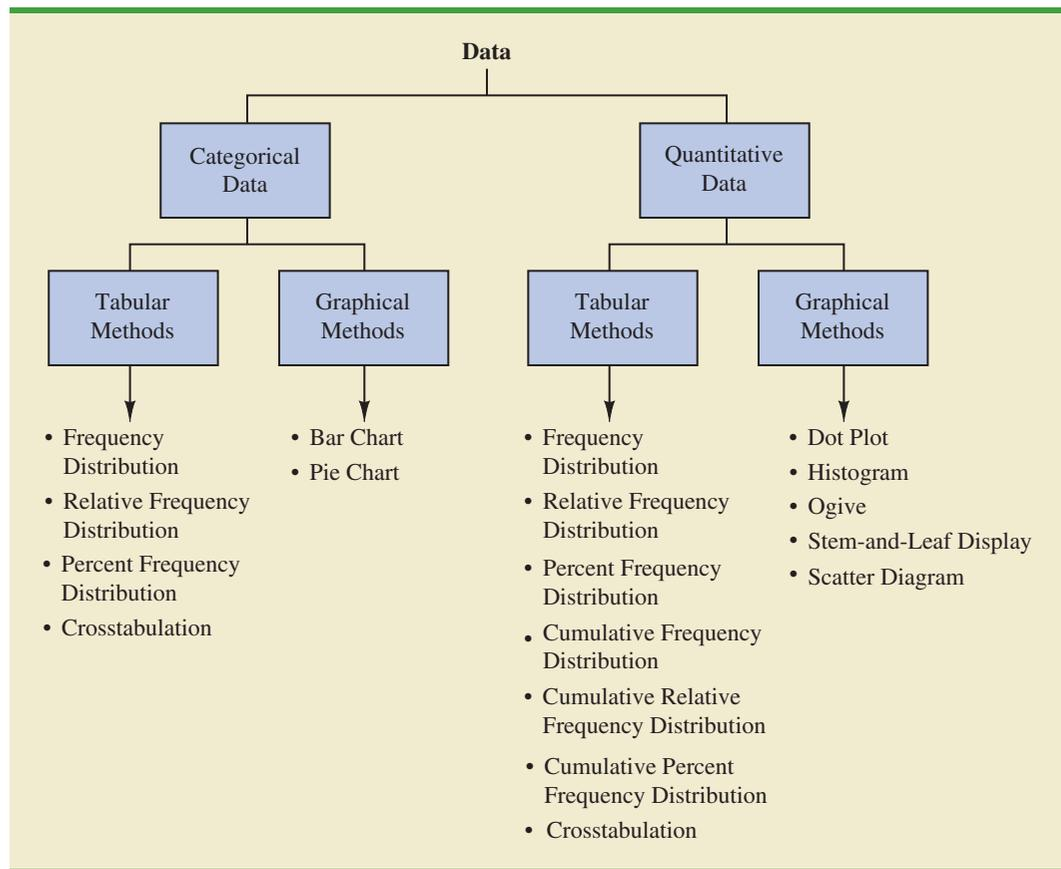 Data
Categorical
Data
Quantitative
Data
Tabular
Methods
Graphical
Methods
Tabular
Methods
Graphical
Methods
• Frequency
Distribution
• Relative Frequency
Distribution
• Percent Frequency
Distribution
• Crosstabulation
• Bar Chart
• Pie Chart
• Frequency
Distribution
• Relative Frequency
Distribution
• Percent Frequency
Distribution
• Cumulative Frequency
Distribution
• Cumulative Relative
Frequency Distribution
• Cumulative Percent
Frequency Distribution
• Crosstabulation
• Dot Plot
• Histogram
• Ogive
• Stem-and-Leaf Display
• Scatter Diagram